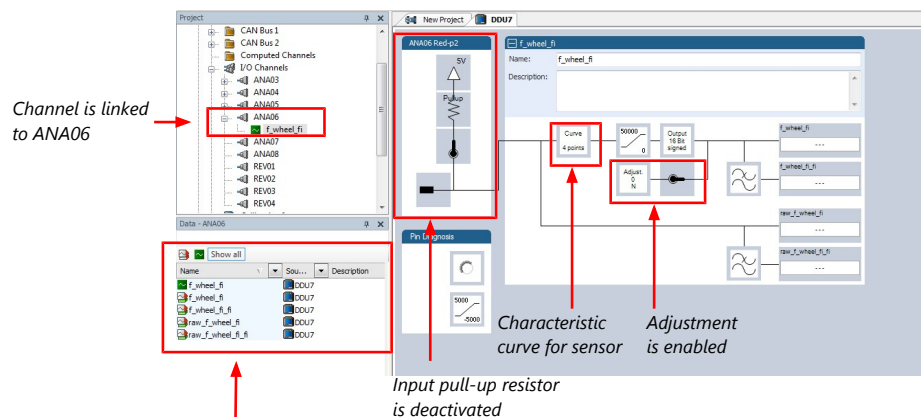 Project
New Project
DDU7
CAN Bus 1
CAN Bus 2
Computed Channels
I/O Channels
ANA03
ANA04
ANA05
ANA06
f_wheel_fi
ANA07
ANA08
REV01
REV02
REV03
REV04
Channel is linked
to ANA06
Data - ANA06
Show all
Name Sou... Description
f_wheel_fi DDU7
f_wheel_fi DDU7
f_wheel_fi_fi DDU7
raw_f_wheel_fi DDU7
raw_f_wheel_fi_fi DDU7
ANA06 Red-p2
5V
Pullup
Pin Diagnosis
5000
-5000
f_wheel_fi
Name: f_wheel_fi
Description:
Curve
4 points
50000
0
Output
16 Bit
signed
Adjust.
0
N
f_wheel_fi
---
f_wheel_fi_fi
---
raw_f_wheel_fi
---
raw_f_wheel_fi_fi
---
Characteristic
curve for sensor
Adjustment
is enabled
Input pull-up resistor
is deactivated